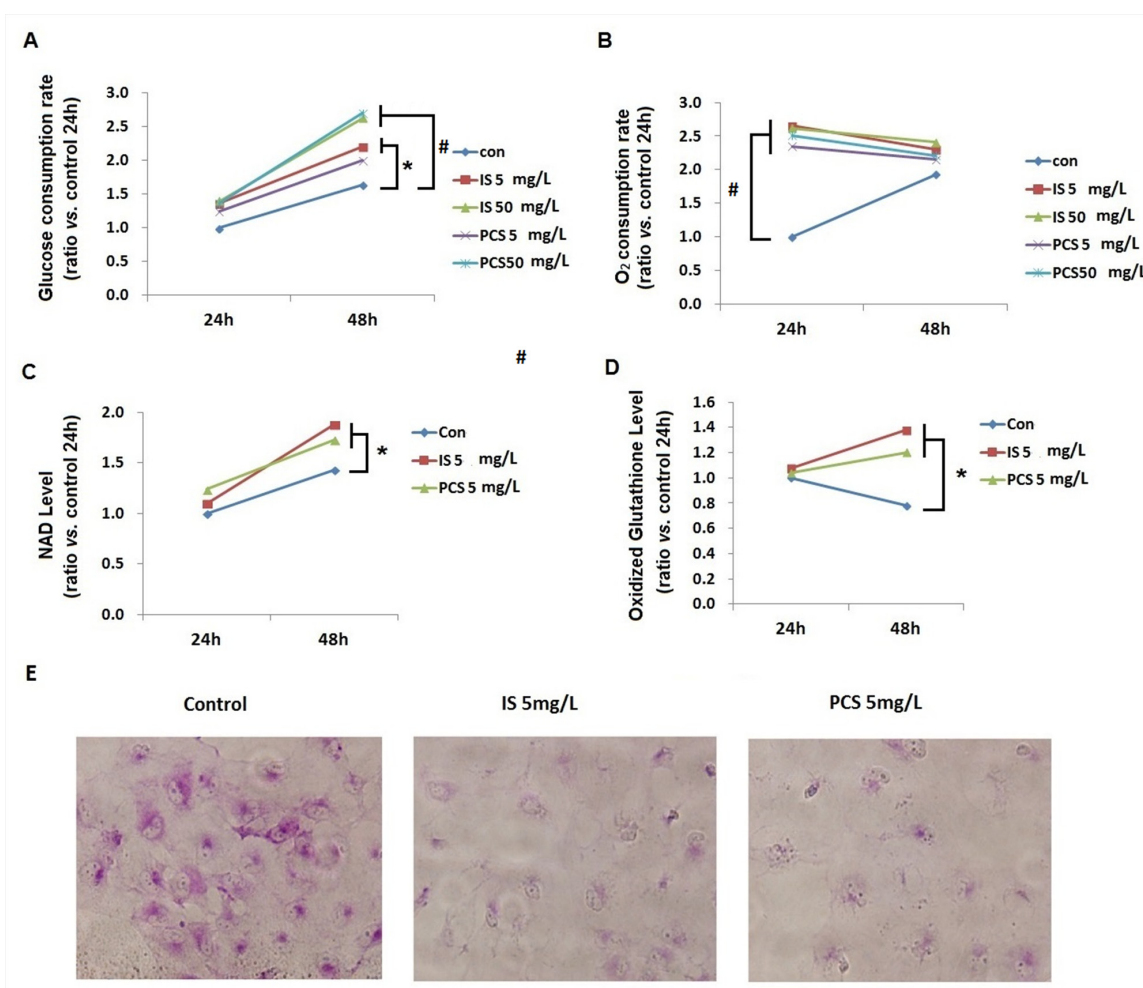 A
Glucose consumption rate
(ratio vs. control 24h)
3.0
2.5
2.0
1.5
1.0
0.5
0.0
24h
48h
*
#
con
IS 5 mg/L
IS 50 mg/L
PCS 5 mg/L
PCS50 mg/L
B
O₂ consumption rate
(ratio vs. control 24h)
3.0
2.5
2.0
1.5
1.0
0.5
0.0
24h
48h
#
con
IS 5 mg/L
IS 50 mg/L
PCS 5 mg/L
PCS50 mg/L
#
C
NAD Level
(ratio vs. control 24h)
2.0
1.5
1.0
0.5
0.0
24h
48h
*
Con
IS 5 mg/L
PCS 5 mg/L
D
Oxidized Glutathione Level
(ratio vs. control 24h)
1.6
1.4
1.2
1.0
0.8
0.6
0.4
0.2
0.0
24h
48h
*
Con
IS 5 mg/L
PCS 5 mg/L
E
Control
IS 5mg/L
PCS 5mg/L